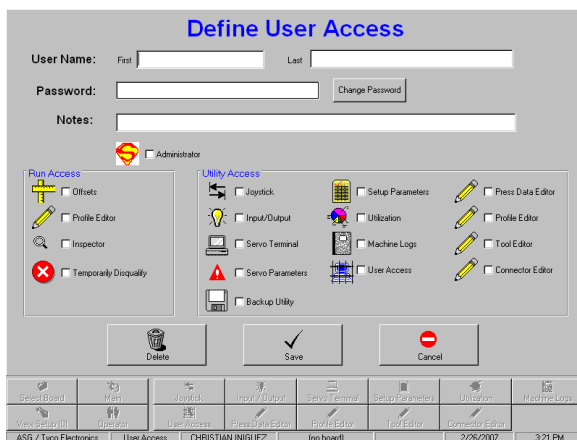 Define User Access
User Name: First Last
Password: Change Password
Notes:
Administrator
Run Access Utility Access
Offsets Joystick Setup Parameters Press Data Editor
Profile Editor Input/Output Utilization Profile Editor
Inspector Servo Terminal Machine Logs Tool Editor
Temporarily Disqualify Servo Parameters User Access Connector Editor
Backup Utility
Delete Save Cancel
Select Board Main Joystick Input / Output Servo Terminal Setup Parameters Utilization Machine Logs
View Setup (D) Operator User Access Press Data Editor Profile Editor Tool Editor Connector Editor
ASG / Tyco Electronics User Access CHRISTIAN INIGUEZ (no board) 2/26/2007 3:21 PM